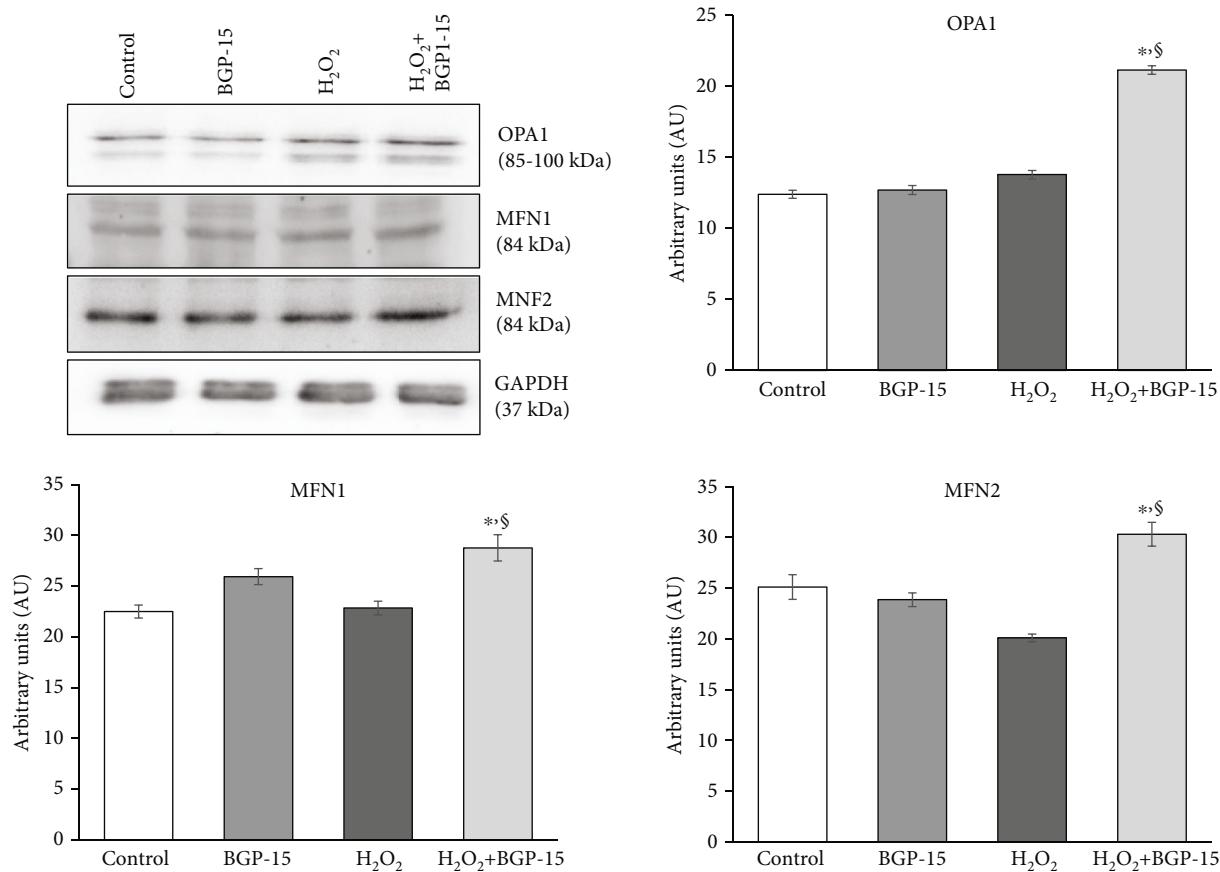 Control
BGP-15
H₂O₂
H₂O₂+
BGP1-15
OPA1
(85-100 kDa)
MFN1
(84 kDa)
MNF2
(84 kDa)
GAPDH
(37 kDa)
OPA1
Arbitrary units (AU)
25
20
15
10
5
0
*,§
Control BGP-15 H₂O₂ H₂O₂+BGP-15
MFN1
Arbitrary units (AU)
35
30
25
20
15
10
5
0
*,§
Control BGP-15 H₂O₂ H₂O₂+BGP-15
MFN2
Arbitrary units (AU)
35
30
25
20
15
10
5
0
*,§
Control BGP-15 H₂O₂ H₂O₂+BGP-15